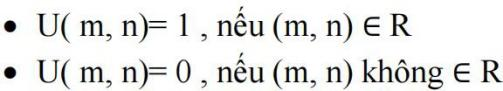 • U( m, n)= 1 , nếu (m, n) ∈ R
• U( m, n)= 0 , nếu (m, n) không ∈ R